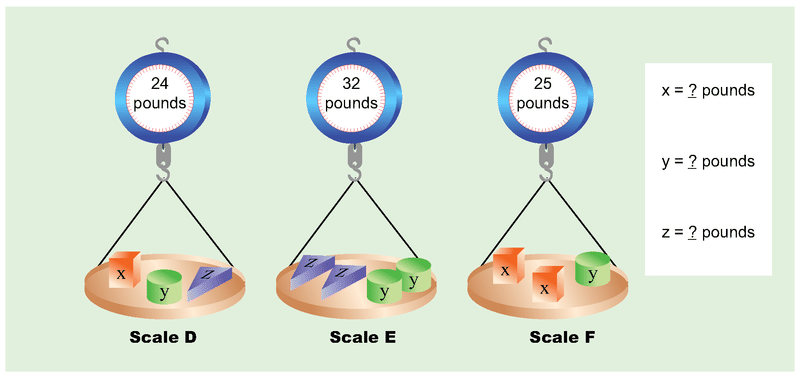 24
pounds
32
pounds
25
pounds
x = ? pounds
y = ? pounds
z = ? pounds
x
y
z
z
z
y
y
x
x
y
Scale D
Scale E
Scale F